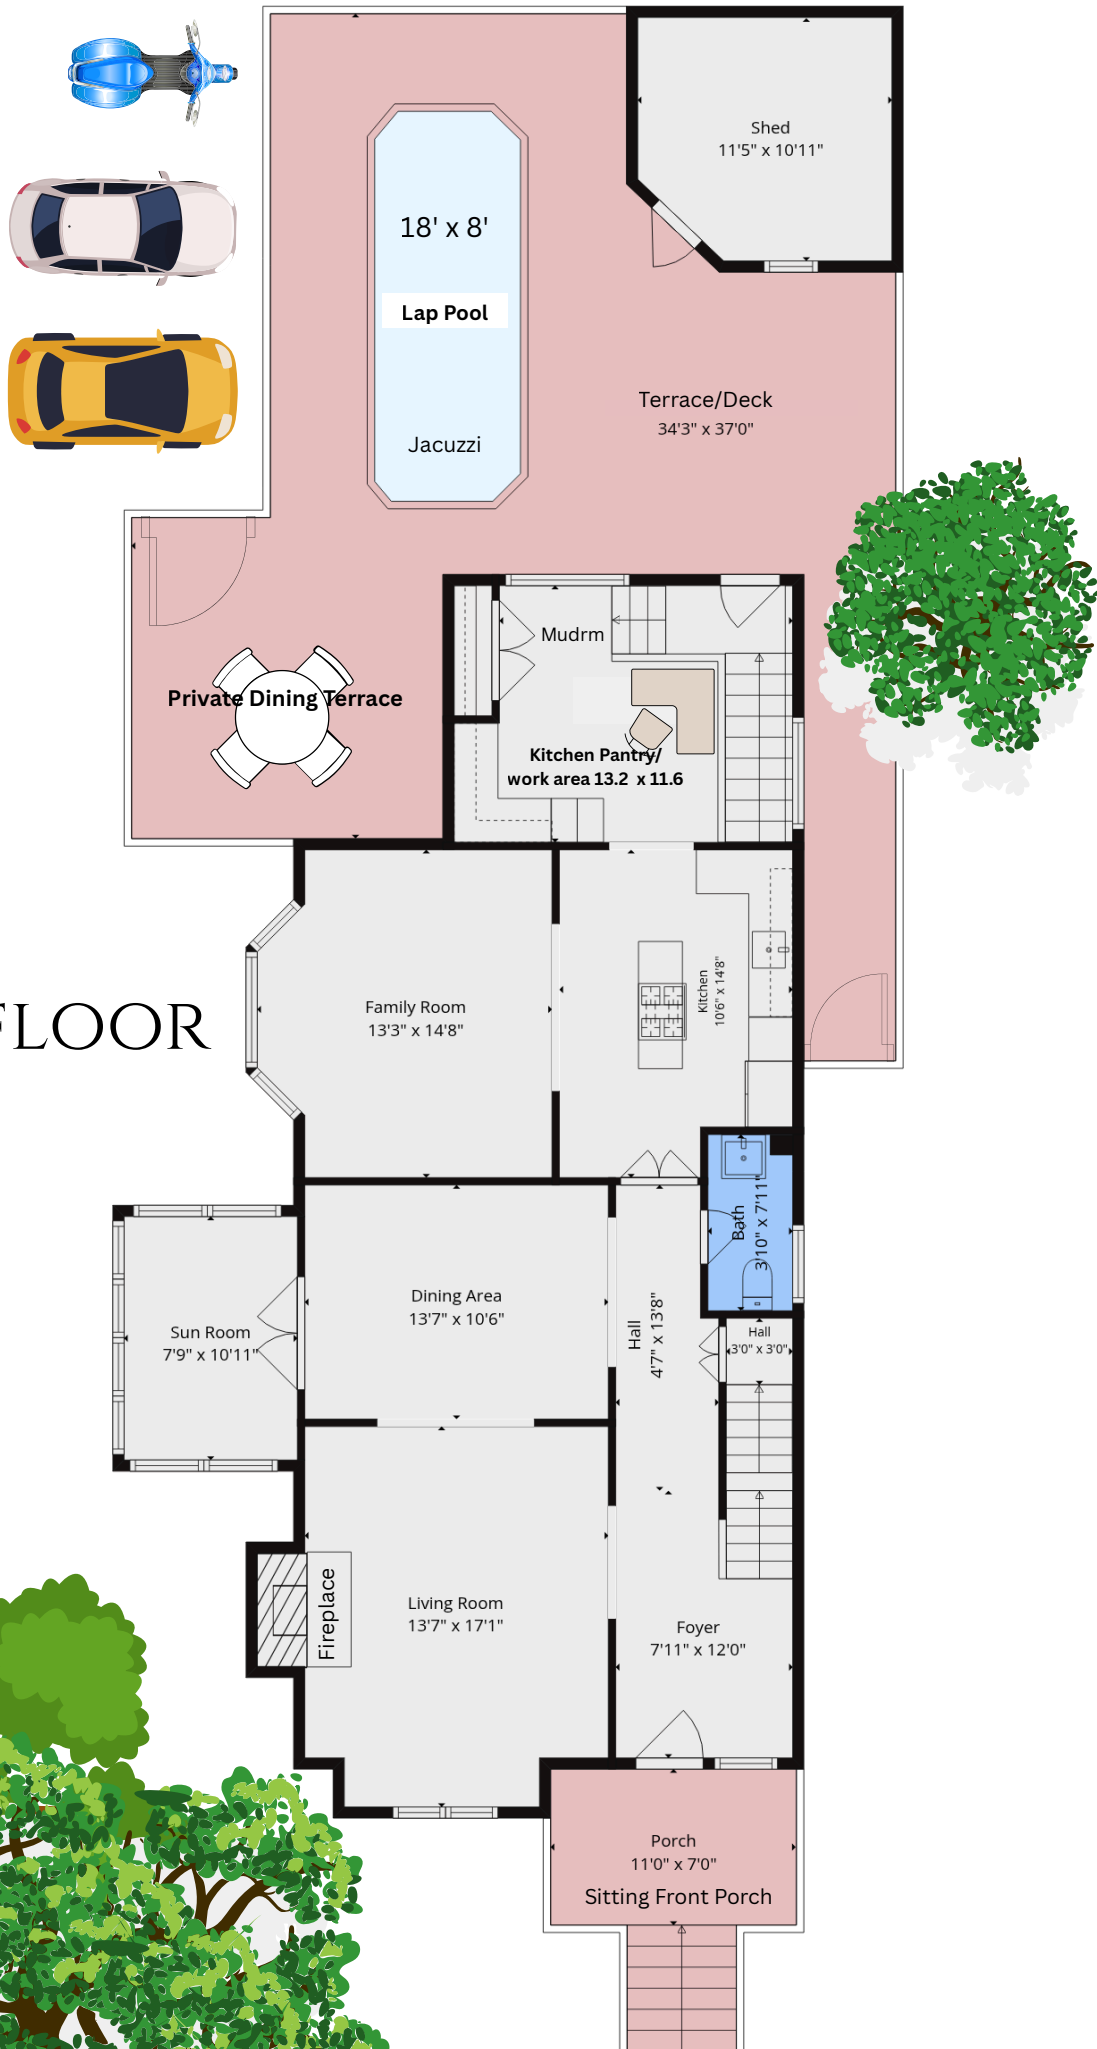 Shed
11'5" x 10'11"
18' x 8'
Lap Pool
Jacuzzi
Terrace/Deck
34'3" x 37'0"
Mudrm
Private Dining Terrace
Kitchen Pantry/
work area 13.2 x 11.6
Family Room
13'3" x 14'8"
Kitchen
10'6" x 14'8"
FLOOR
Bath
3'10" x 7'11"
Dining Area
13'7" x 10'6"
Hall
4'7" x 13'8"
Hall
3'0" x 3'0"
Sun Room
7'9" x 10'11"
Fireplace
Living Room
13'7" x 17'1"
Foyer
7'11" x 12'0"
Porch
11'0" x 7'0"
Sitting Front Porch